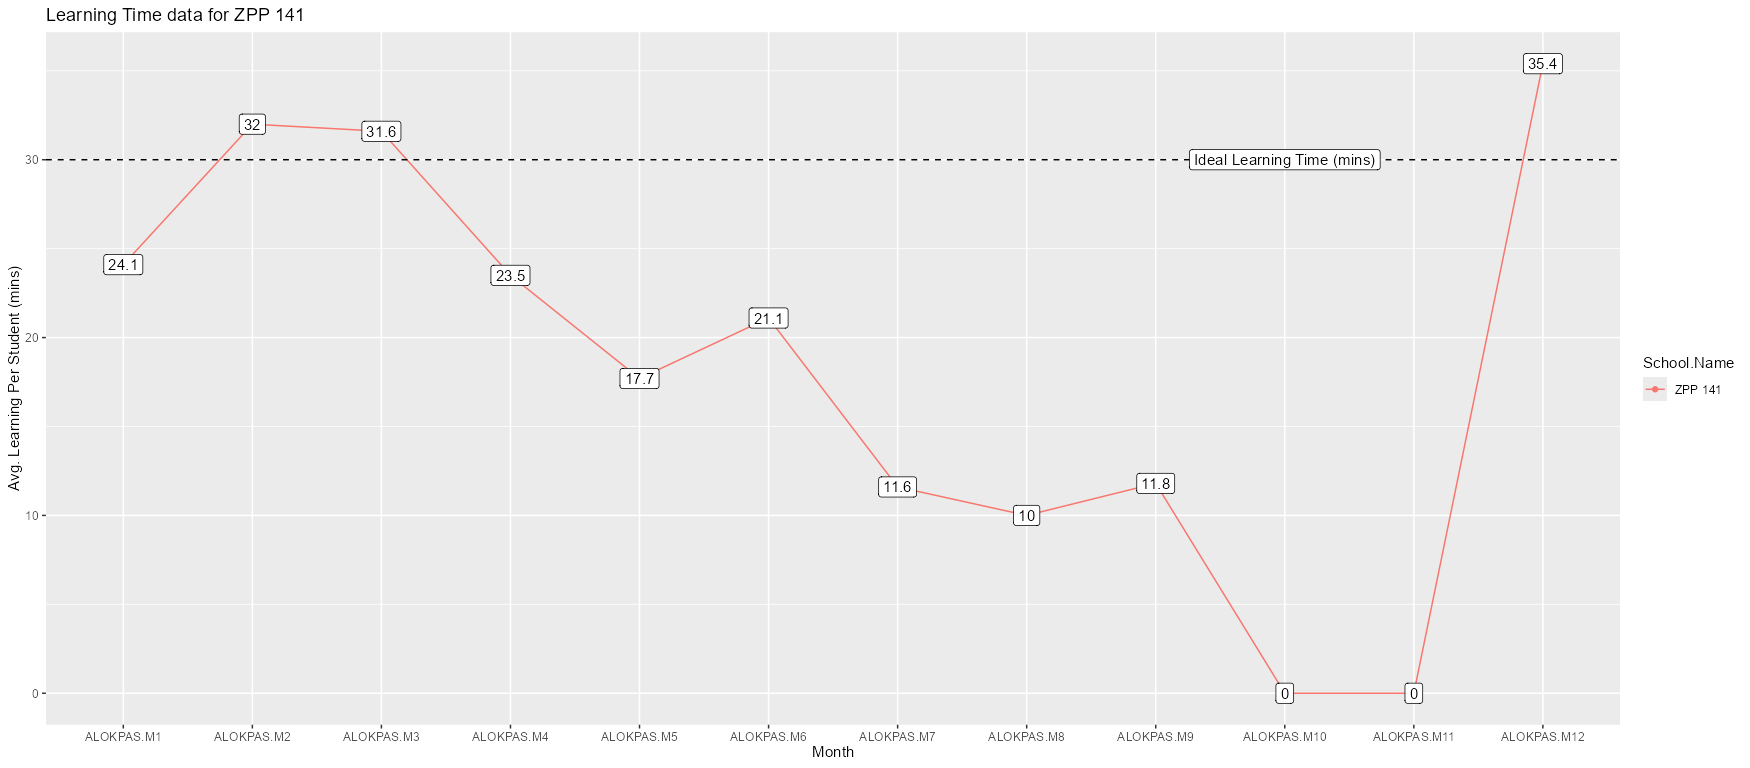 Learning Time data for ZPP 141
Avg. Learning Per Student (mins)
30
20
10
0
24.1
32
31.6
23.5
17.7
21.1
11.6
10
11.8
0
0
35.4
Ideal Learning Time (mins)
ALOKPAS.M1
ALOKPAS.M2
ALOKPAS.M3
ALOKPAS.M4
ALOKPAS.M5
ALOKPAS.M6
ALOKPAS.M7
ALOKPAS.M8
ALOKPAS.M9
ALOKPAS.M10
ALOKPAS.M11
ALOKPAS.M12
Month
School.Name
ZPP 141